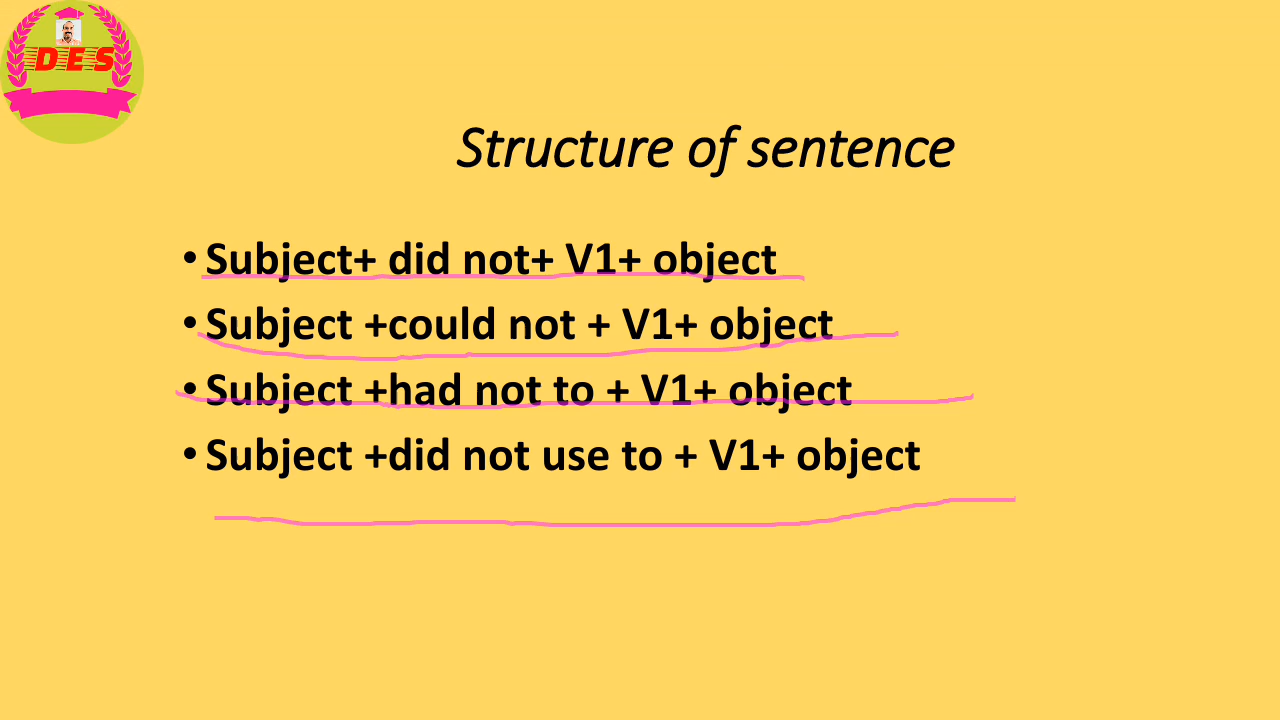 DES
Structure of sentence
• Subject+ did not+ V1+ object
• Subject +could not + V1+ object
• Subject +had not to + V1+ object
• Subject +did not use to + V1+ object